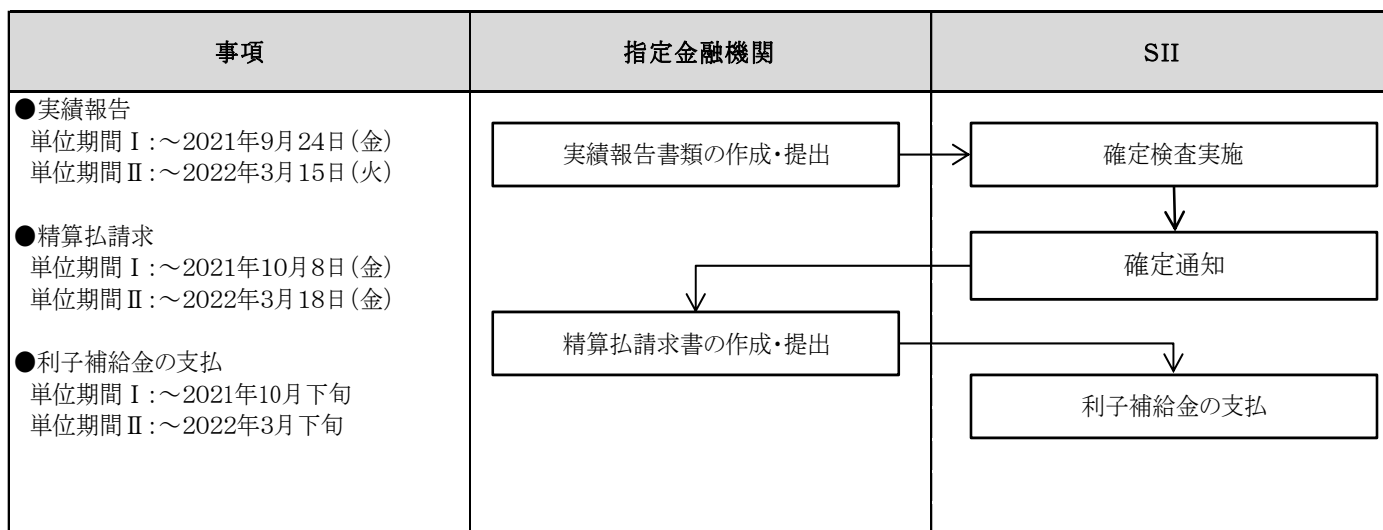 事項
指定金融機関
SII
●実績報告
単位期間Ⅰ:～2021年9月24日(金)
単位期間Ⅱ:～2022年3月15日(火)
●精算払請求
単位期間Ⅰ:～2021年10月8日(金)
単位期間Ⅱ:～2022年3月18日(金)
●利子補給金の支払
単位期間Ⅰ:～2021年10月下旬
単位期間Ⅱ:～2022年3月下旬
実績報告書類の作成・提出
確定検査実施
確定通知
精算払請求書の作成・提出
利子補給金の支払